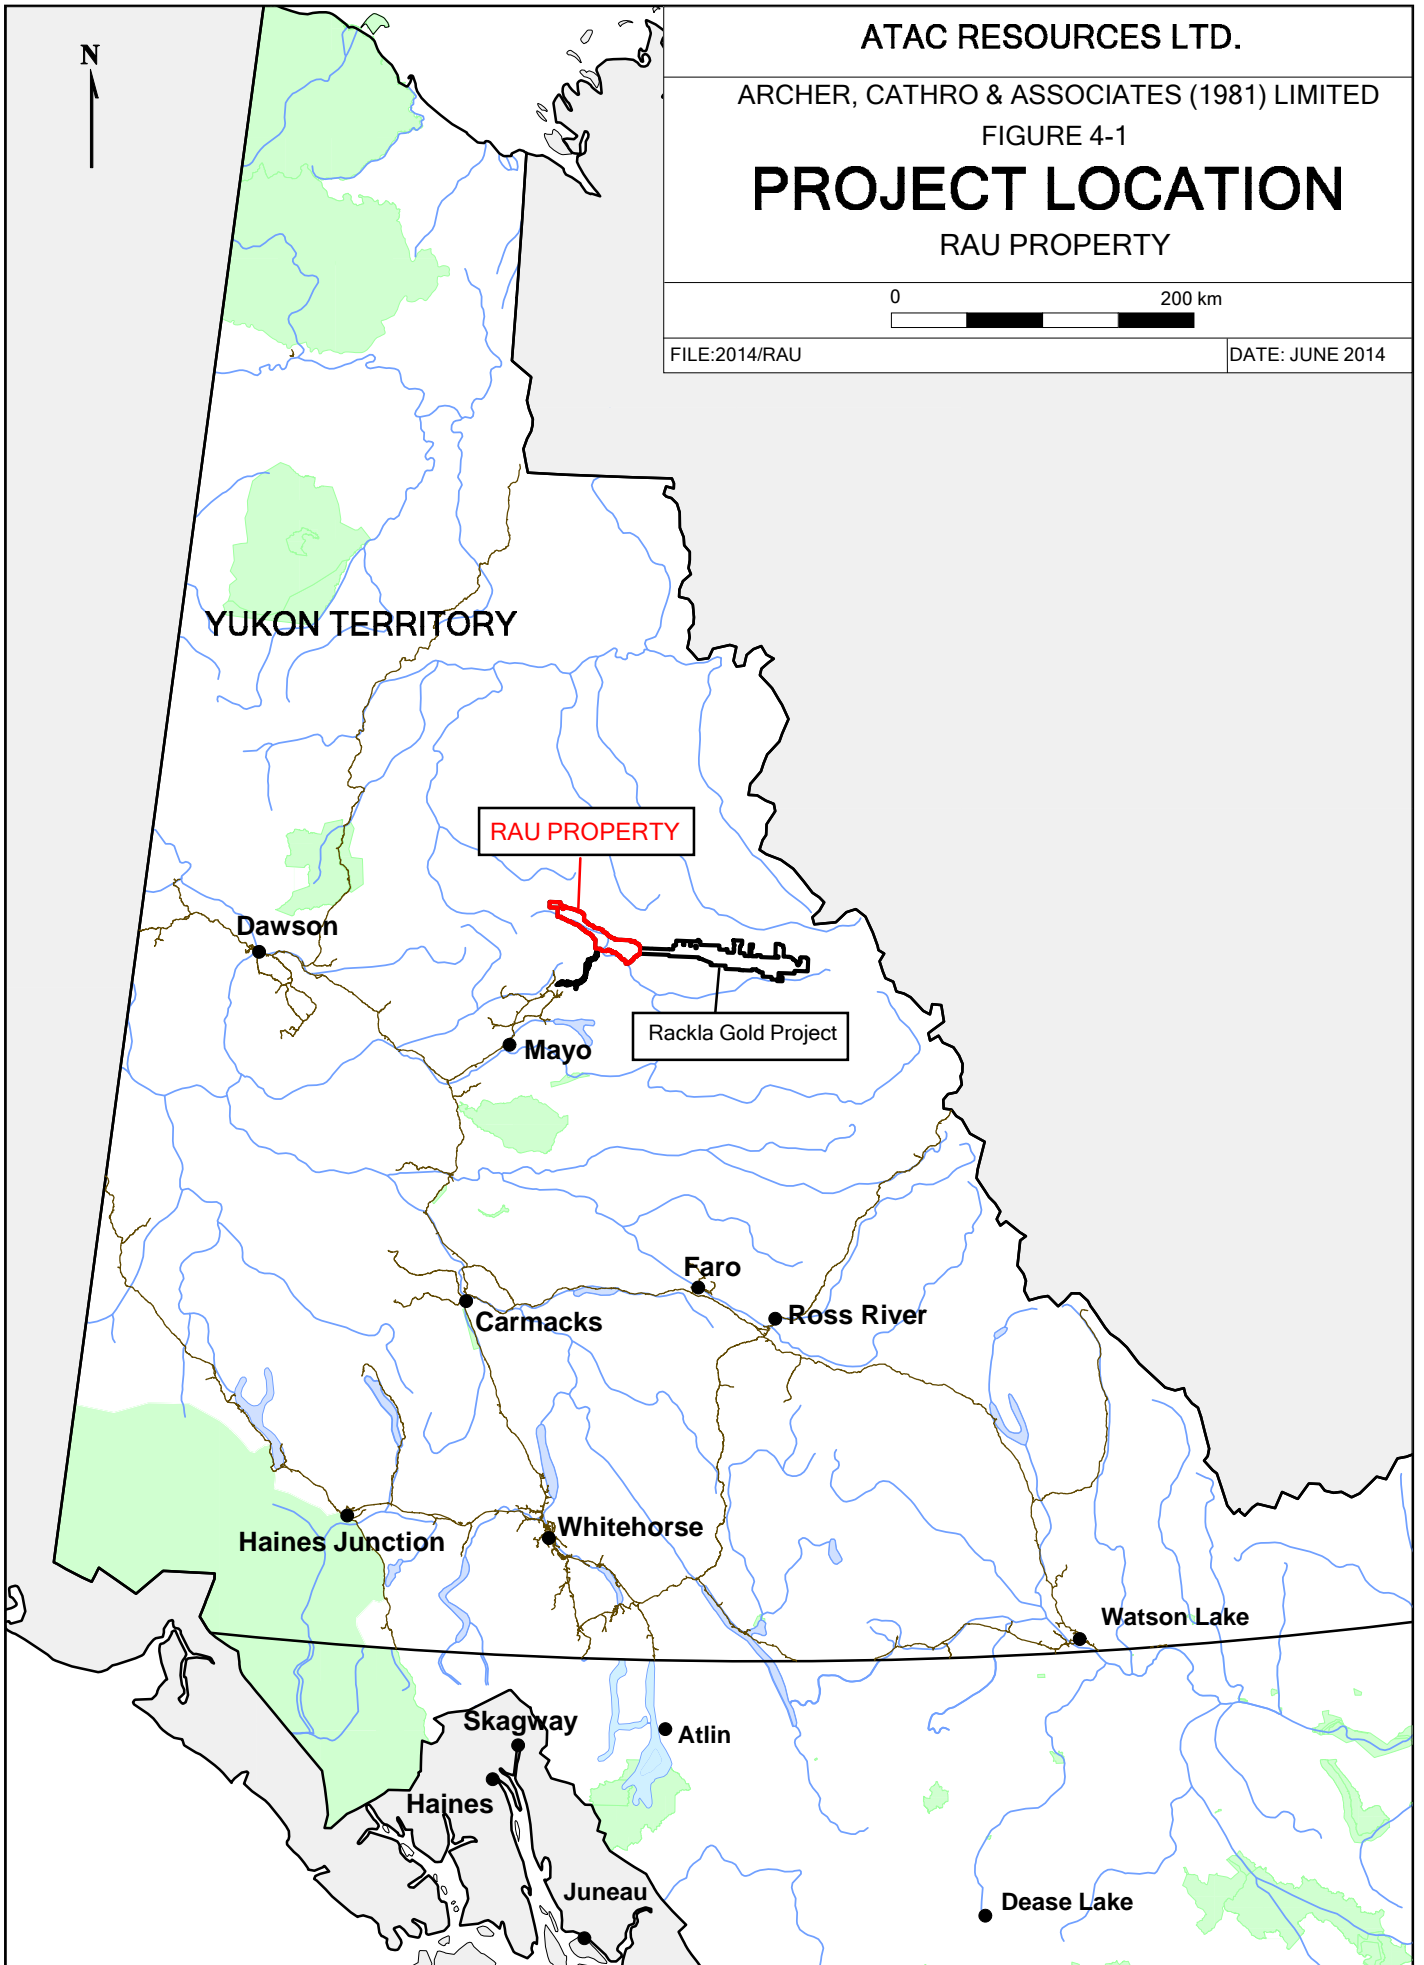 N
ATAC RESOURCES LTD.
ARCHER, CATHRO & ASSOCIATES (1981) LIMITED
FIGURE 4-1
PROJECT LOCATION
RAU PROPERTY
0 200 km
FILE:2014/RAU DATE: JUNE 2014
YUKON TERRITORY
RAU PROPERTY
Dawson
Rackla Gold Project
Mayo
Faro
Ross River
Carmacks
Whitehorse
Haines Junction
Watson Lake
Skagway
Atlin
Haines
Juneau
Dease Lake